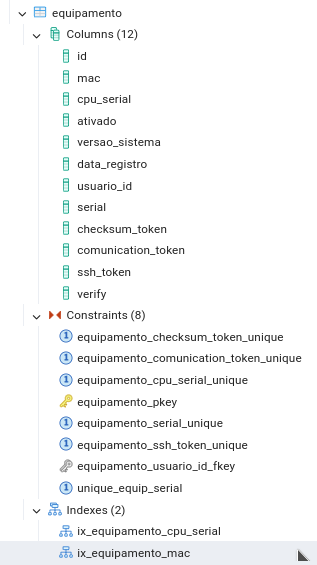 equipamento
Columns (12)
id
mac
cpu_serial
ativado
versao_sistema
data_registro
usuario_id
serial
checksum_token
comunication_token
ssh_token
verify
Constraints (8)
equipamento_checksum_token_unique
equipamento_comunication_token_unique
equipamento_cpu_serial_unique
equipamento_pkey
equipamento_serial_unique
equipamento_ssh_token_unique
equipamento_usuario_id_fkey
unique_equip_serial
Indexes (2)
ix_equipamento_cpu_serial
ix_equipamento_mac